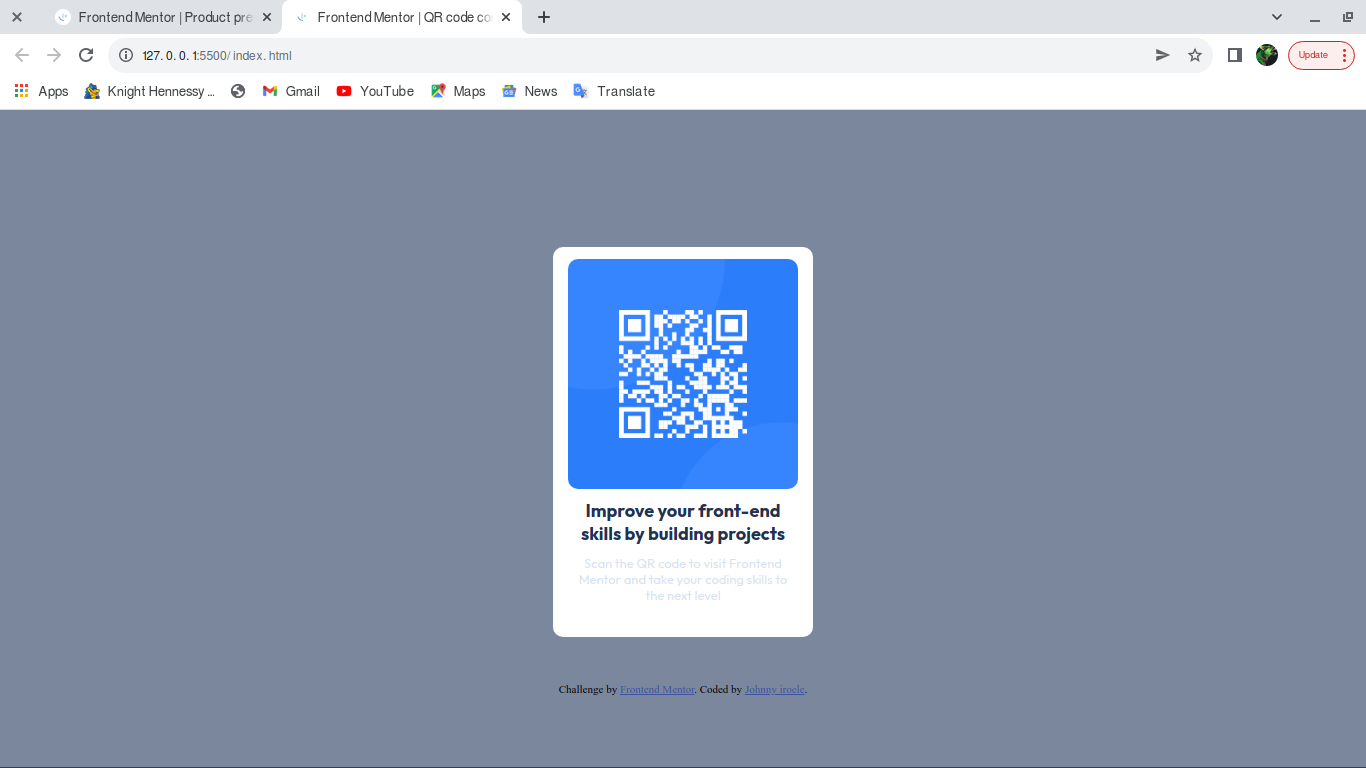 Frontend Mentor | Product pre
Frontend Mentor | QR code co
127.0.0.1:5500/index.html
Update
Apps
Knight Hennessy ...
Gmail
YouTube
Maps
News
Translate
Improve your front-end
skills by building projects
Scan the QR code to visit Frontend
Mentor and take your coding skills to
the next level
Challenge by Frontend Mentor. Coded by Johnny iroele.